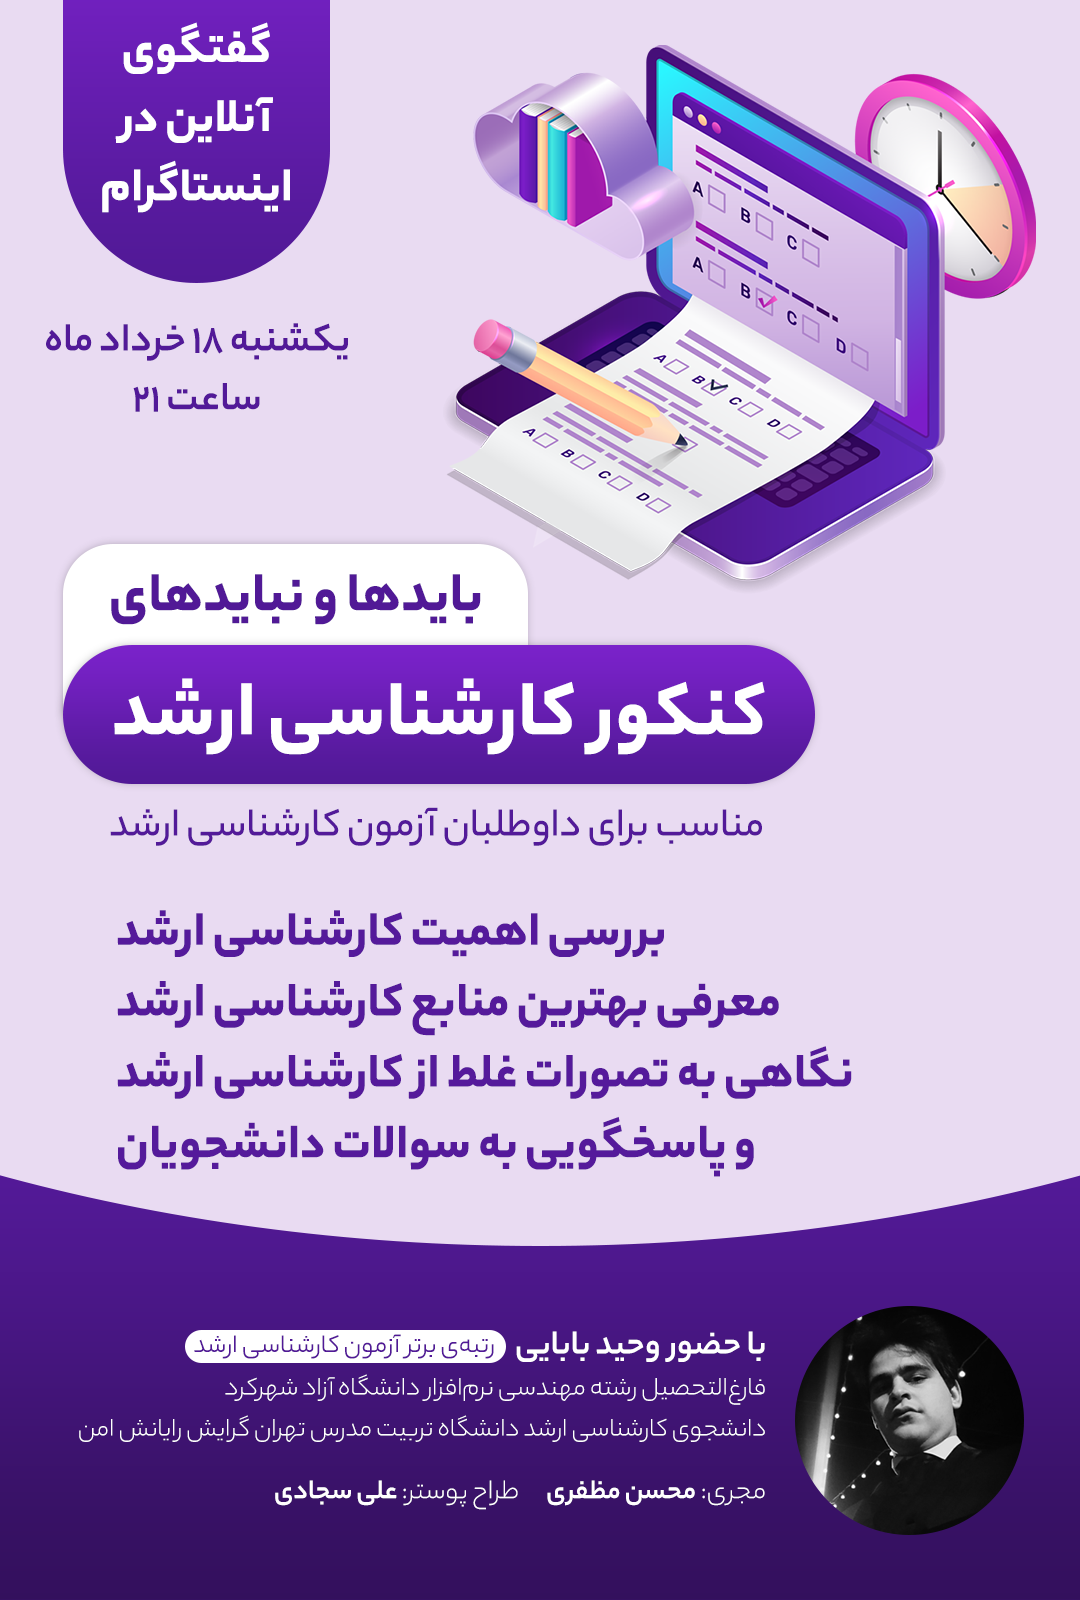 گفتگوی
آنلاین در
اینستاگرام
یکشنبه ۱۸ خرداد ماه
ساعت ۲۱
A B C
A B C D
A B C D
A B C D
بایدها و نبایدهای
کنکور کارشناسی ارشد
مناسب برای داوطلبان آزمون کارشناسی ارشد
بررسی اهمیت کارشناسی ارشد
معرفی بهترین منابع کارشناسی ارشد
نگاهی به تصورات غلط از کارشناسی ارشد
و پاسخگویی به سوالات دانشجویان
با حضور وحید بابایی رتبه‌ی برتر آزمون کارشناسی ارشد
فارغ‌التحصیل رشته مهندسی نرم‌افزار دانشگاه آزاد شهرکرد
دانشجوی کارشناسی ارشد دانشگاه تربیت مدرس تهران گرایش رایانش امن
مجری: محسن مظفری طراح پوستر: علی سجادی